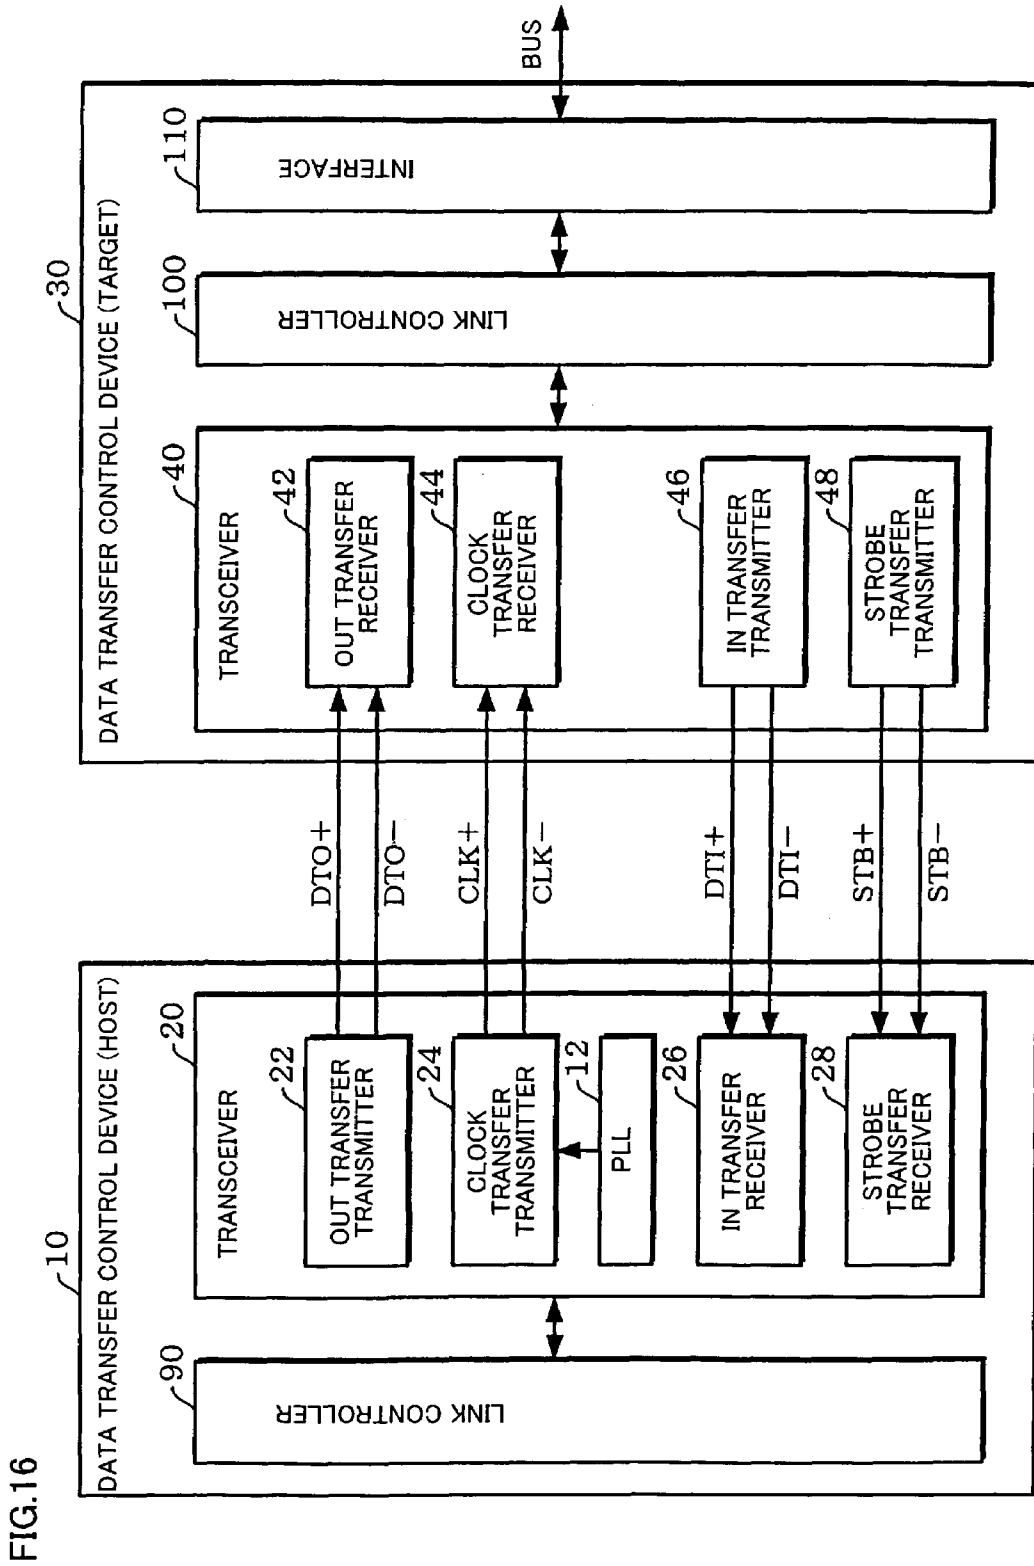 FIG.16
10
DATA TRANSFER CONTROL DEVICE (HOST)
90
LINK CONTROLLER
20
TRANSCEIVER
22
OUT TRANSFER
TRANSMITTER
24
CLOCK
TRANSFER
TRANSMITTER
12
PLL
26
IN TRANSFER
RECEIVER
28
STROBE
TRANSFER
RECEIVER
DTO+
DTO−
CLK+
CLK−
DTI+
DTI−
STB+
STB−
30
DATA TRANSFER CONTROL DEVICE (TARGET)
40
TRANSCEIVER
42
OUT TRANSFER
RECEIVER
44
CLOCK
TRANSFER
RECEIVER
46
IN TRANSFER
TRANSMITTER
48
STROBE
TRANSFER
TRANSMITTER
100
LINK CONTROLLER
110
INTERFACE
BUS